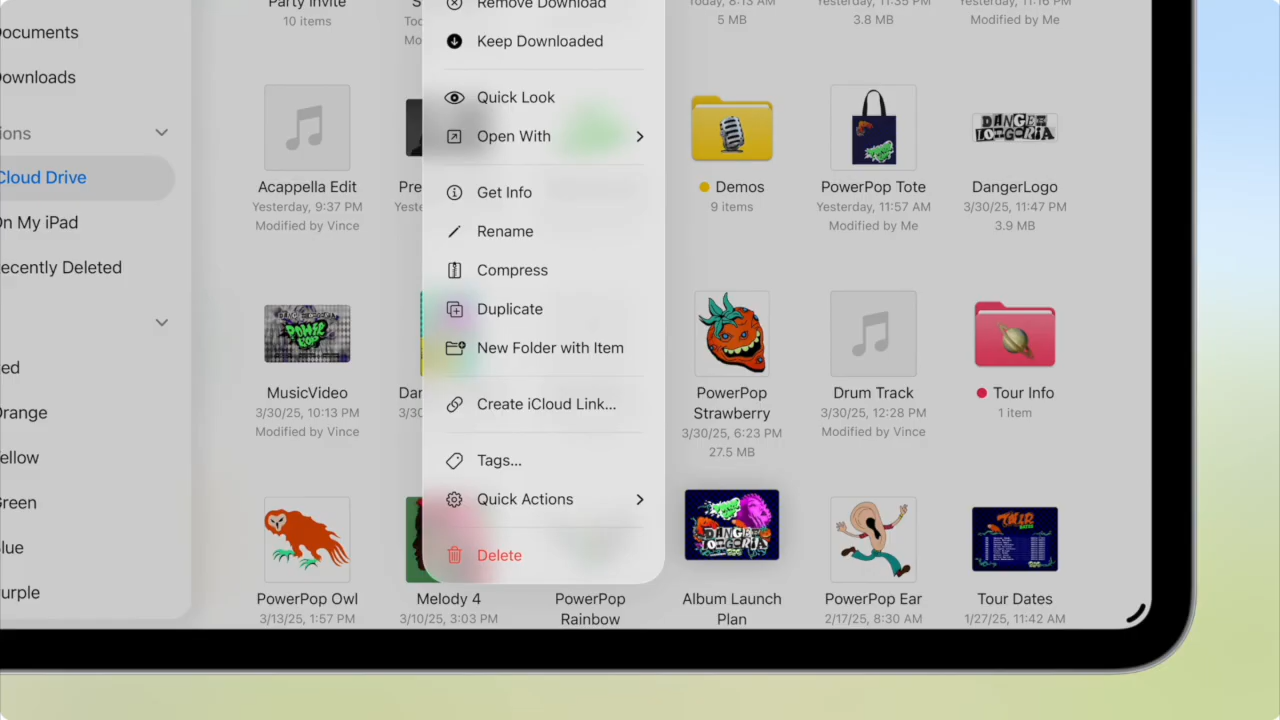 Party Invite
10 items
Documents
Downloads
Cloud Drive
On My iPad
Recently Deleted
Orange
Yellow
Green
Blue
Purple
Remove Download
Keep Downloaded
Quick Look
Open With
Get Info
Rename
Compress
Duplicate
New Folder with Item
Create iCloud Link...
Tags...
Quick Actions
Delete
Today, 8:13 AM
5 MB
Yesterday, 11:35 PM
3.8 MB
Yesterday, 11:16 PM
Modified by Me
Acappella Edit
Yesterday, 9:37 PM
Modified by Vince
Demos
9 items
PowerPop Tote
Yesterday, 11:57 AM
Modified by Me
DANGER
LONGORIA
DangerLogo
3/30/25, 11:47 PM
3.9 MB
MusicVideo
3/30/25, 10:13 PM
Modified by Vince
PowerPop
Strawberry
3/30/25, 6:23 PM
27.5 MB
Drum Track
3/30/25, 12:28 PM
Modified by Vince
Tour Info
1 item
PowerPop Owl
3/13/25, 1:57 PM
Melody 4
3/10/25, 3:03 PM
PowerPop
Rainbow
DANGER
LONGORIA
Album Launch
Plan
PowerPop Ear
2/17/25, 8:30 AM
TOUR
Tour Dates
1/27/25, 11:42 AM